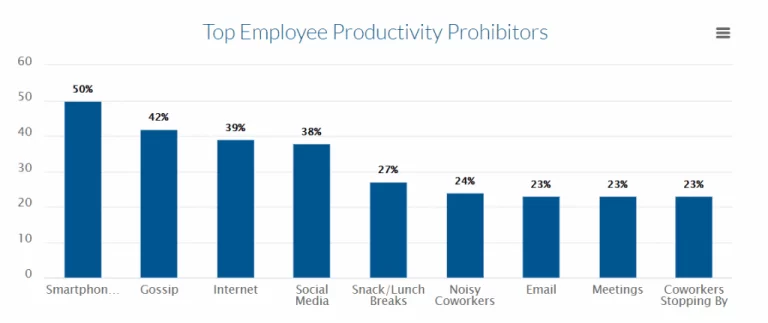 Top Employee Productivity Prohibitors
60
50
40
30
20
10
0
50%
42%
39%
38%
27%
24%
23%
23%
23%
Smartphon...
Gossip
Internet
Social
Media
Snack/Lunch
Breaks
Noisy
Coworkers
Email
Meetings
Coworkers
Stopping By